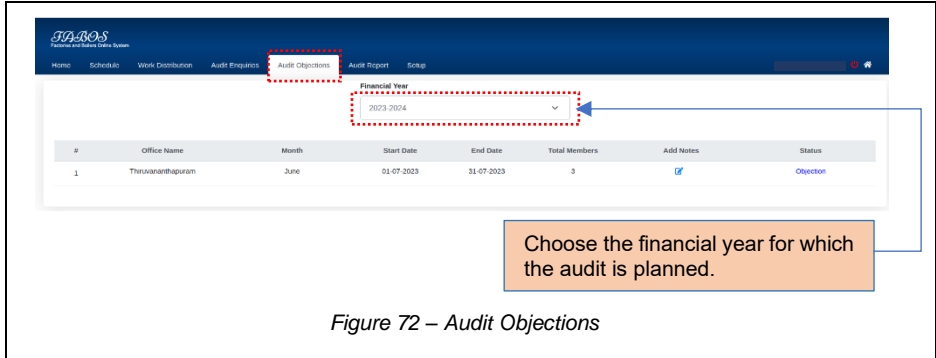 FABOS
Factories and Boilers Online System
Home Schedule Work Distribution Audit Enquiries Audit Objections Audit Report Setup
Financial Year
2023-2024
# Office Name Month Start Date End Date Total Members Add Notes Status
1 Thiruvananthapuram June 01-07-2023 31-07-2023 3 Objection
Choose the financial year for which
the audit is planned.
Figure 72 – Audit Objections